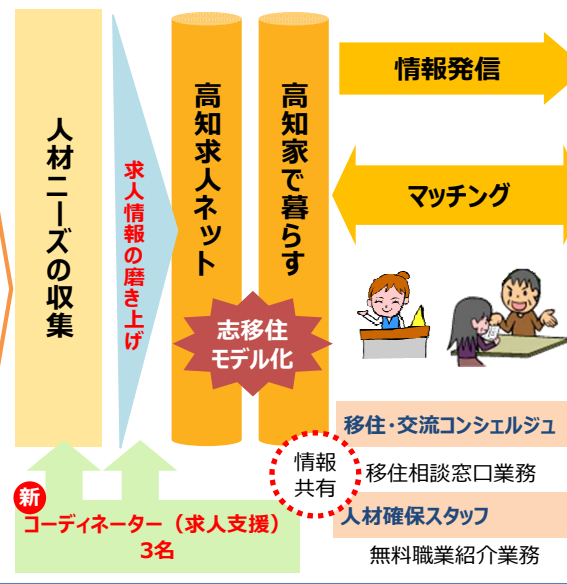 人材ニーズの収集
求人情報の磨き上げ
高知求人ネット
高知家で暮らす
志移住
モデル化
情報発信
マッチング
移住・交流コンシェルジュ
移住相談窓口業務
情報
共有
人材確保スタッフ
無料職業紹介業務
新
コーディネーター（求人支援）
3名